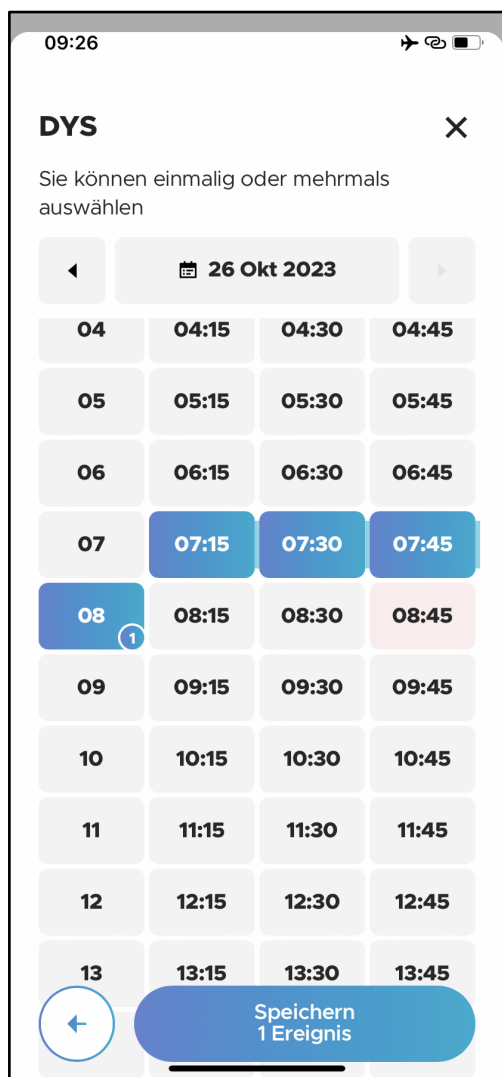 09:26
DYS
Sie können einmalig oder mehrmals
auswählen
26 Okt 2023
04 04:15 04:30 04:45
05 05:15 05:30 05:45
06 06:15 06:30 06:45
07 07:15 07:30 07:45
08 1 08:15 08:30 08:45
09 09:15 09:30 09:45
10 10:15 10:30 10:45
11 11:15 11:30 11:45
12 12:15 12:30 12:45
13 13:15 13:30 13:45
Speichern
1 Ereignis